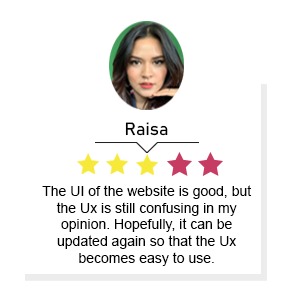 Raisa
The UI of the website is good, but
the Ux is still confusing in my
opinion. Hopefully, it can be
updated again so that the Ux
becomes easy to use.